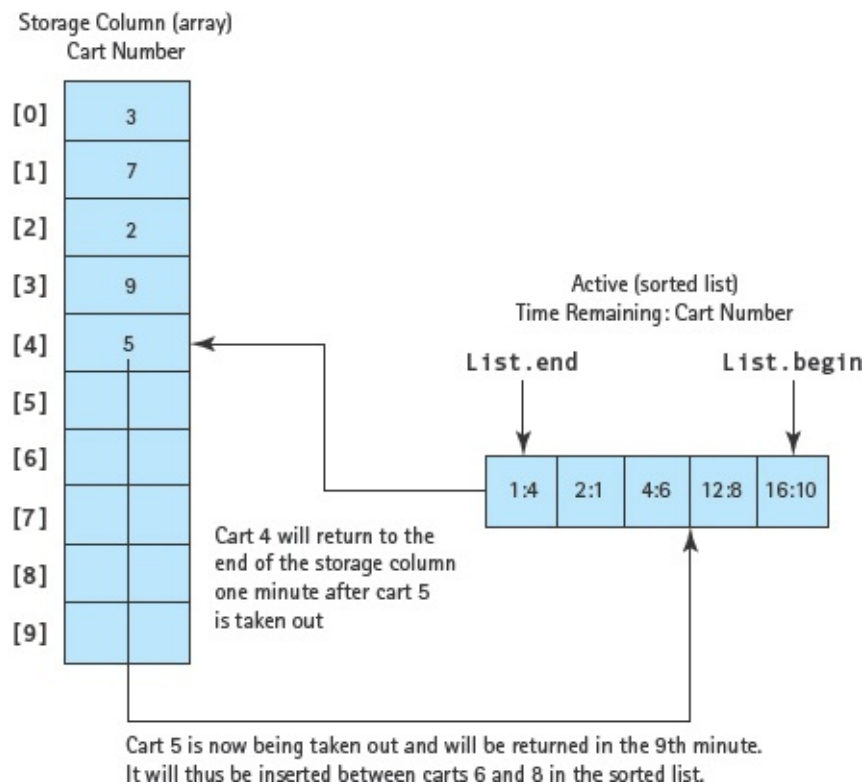 Storage Column (array)
Cart Number
[0] 3
[1] 7
[2] 2
[3] 9
[4] 5
[5]
[6]
[7]
[8]
[9]
Active (sorted list)
Time Remaining: Cart Number
List.end List.begin
1:4 2:1 4:6 12:8 16:10
Cart 4 will return to the
end of the storage column
one minute after cart 5
is taken out
Cart 5 is now being taken out and will be returned in the 9th minute.
It will thus be inserted between carts 6 and 8 in the sorted list.